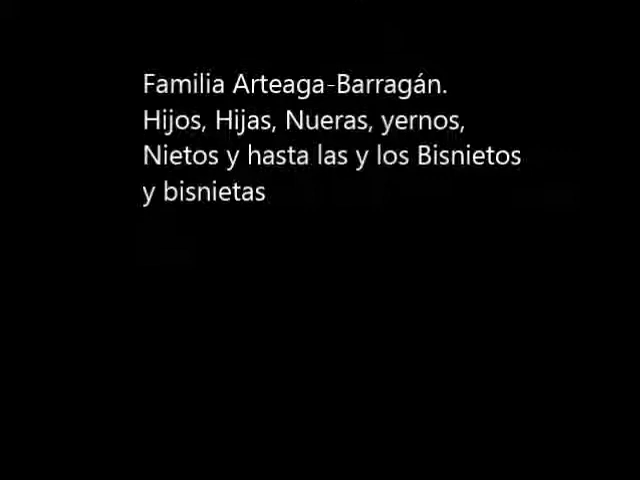 Familia Arteaga-Barragán.
Hijos, Hijas, Nueras, yernos,
Nietos y hasta las y los Bisnietos
y bisnietas